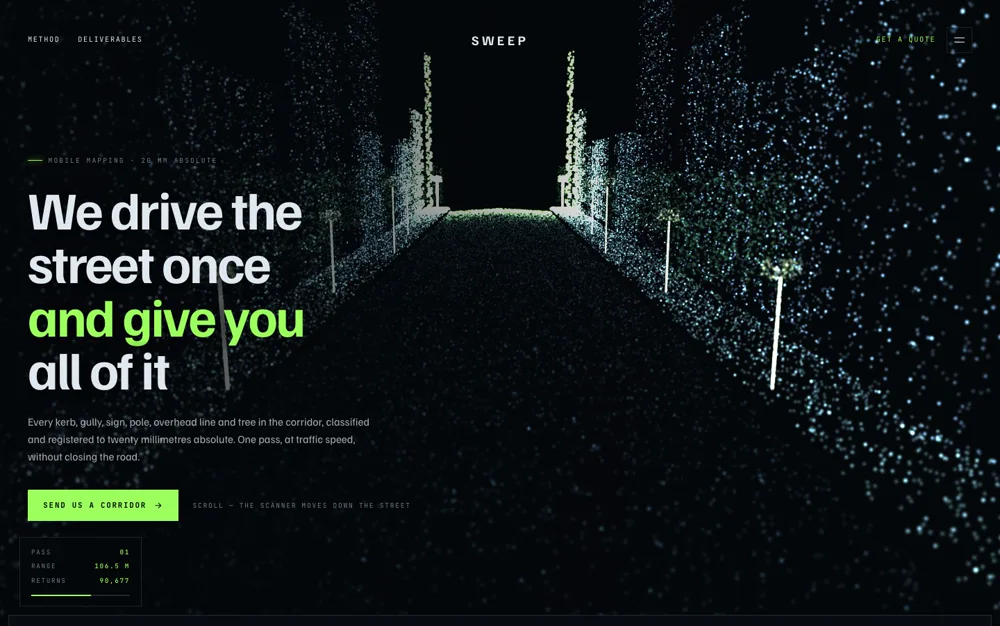 METHOD DELIVERABLES
SWEEP
GET A QUOTE
MOBILE MAPPING · 20 MM ABSOLUTE
We drive the
street once
and give you
all of it
Every kerb, gully, sign, pole, overhead line and tree in the corridor, classified
and registered to twenty millimetres absolute. One pass, at traffic speed,
without closing the road.
SEND US A CORRIDOR →
SCROLL — THE SCANNER MOVES DOWN THE STREET
PASS 01
RANGE 106.5 M
RETURNS 90,677